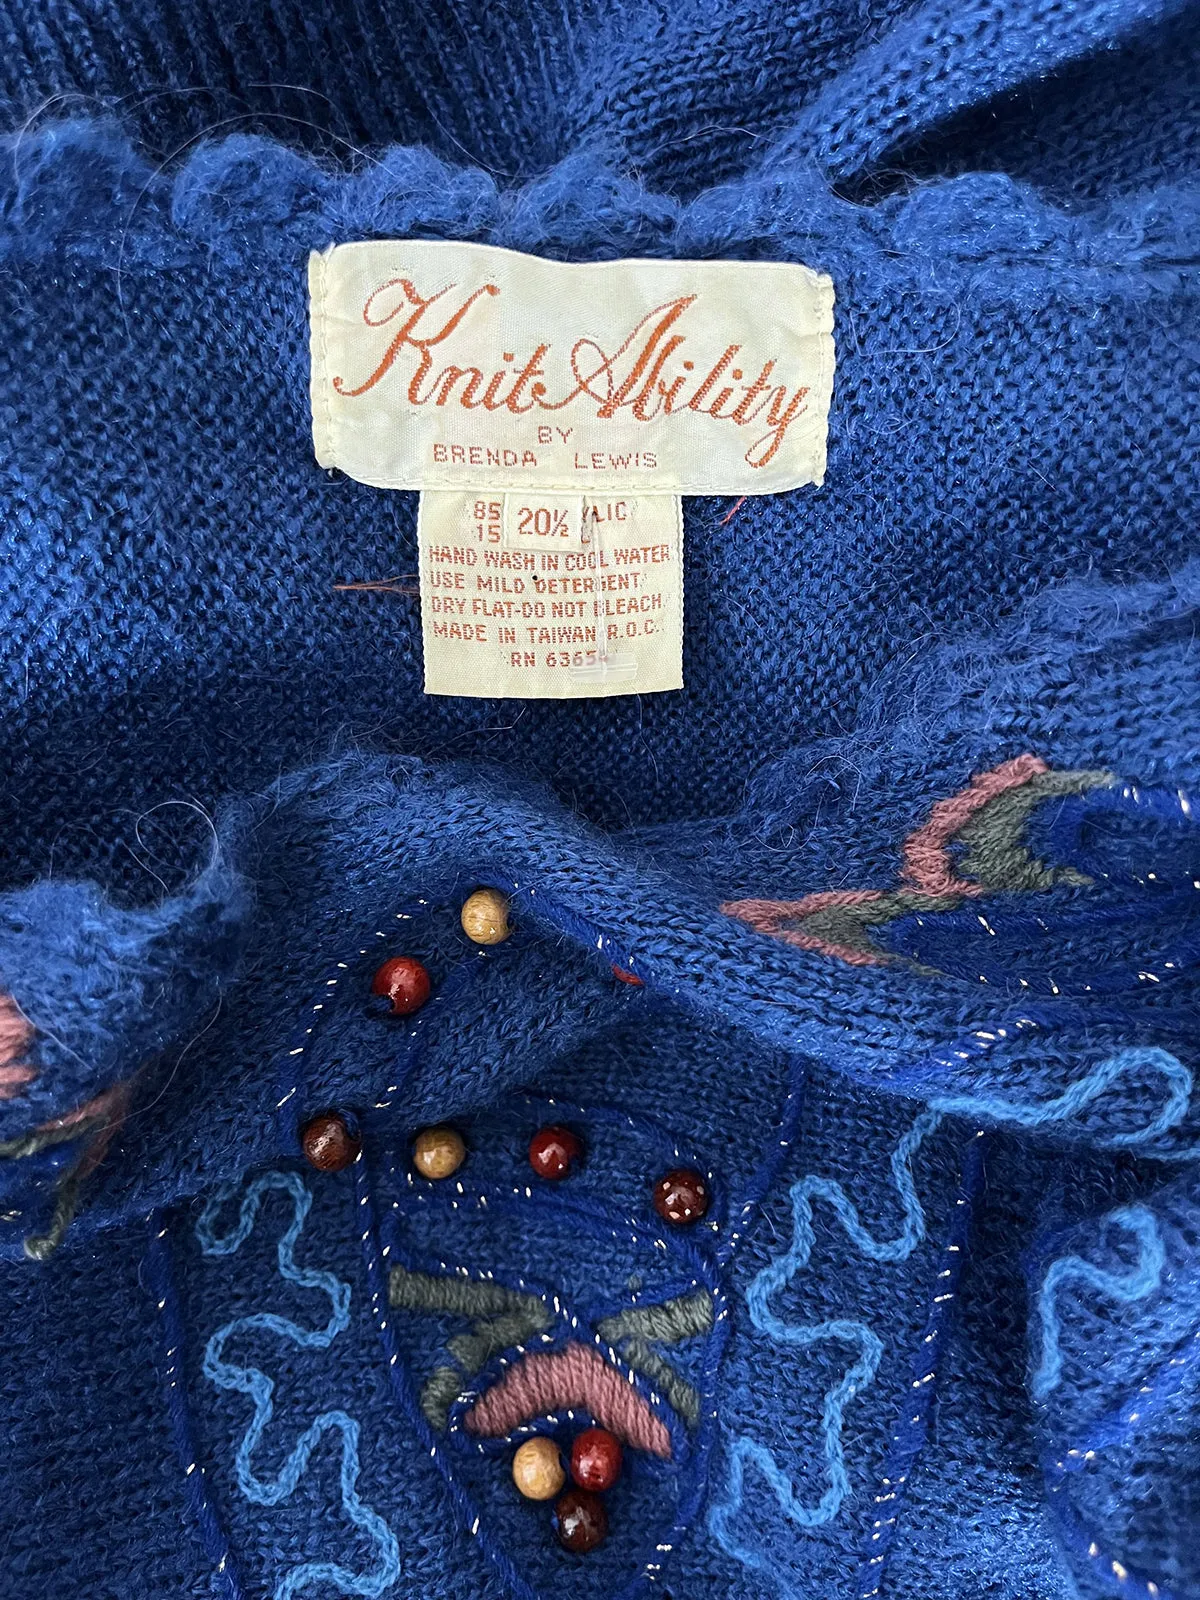 Knit Ability
BY
BRENDA LEWIS
85
15
20½
HAND WASH IN COOL WATER
USE MILD DETERGENT
DRY FLAT-DO NOT BLEACH
MADE IN TAIWAN R.O.C.
RN